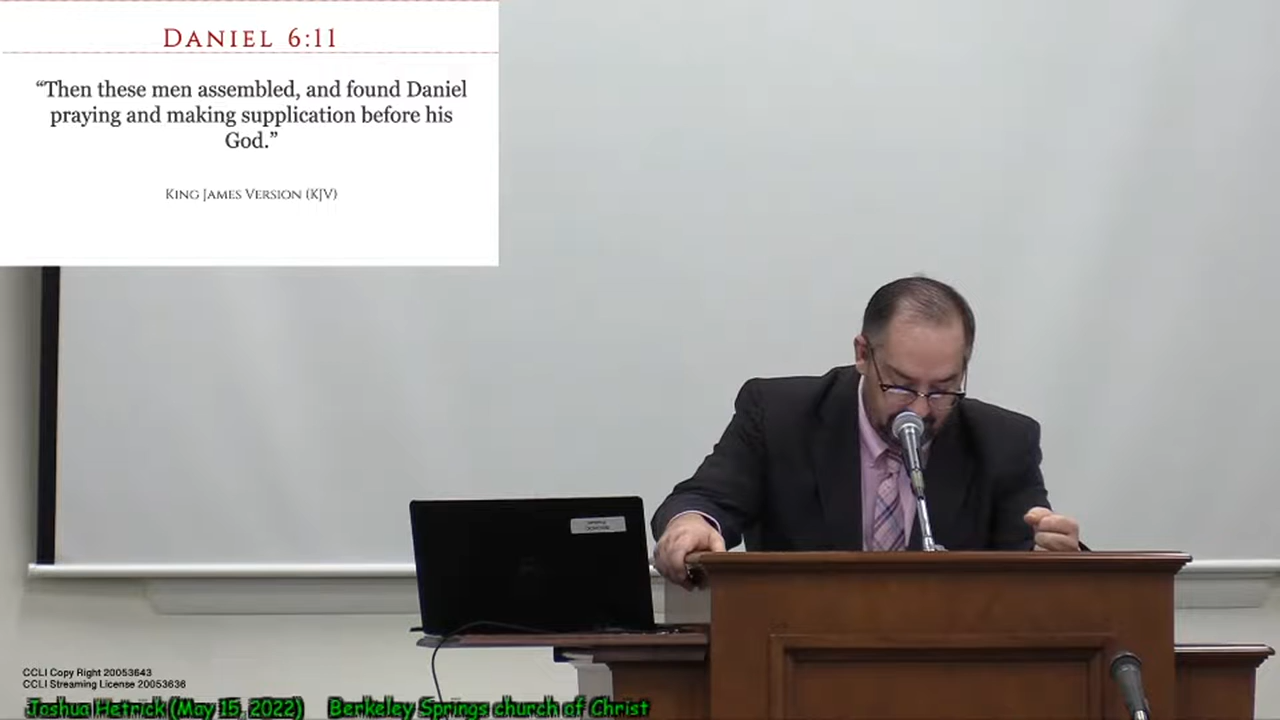 DANIEL 6:11
“Then these men assembled, and found Daniel
praying and making supplication before his
God.”
KING JAMES VERSION (KJV)
CCLI Copy Right 20053643
CCLI Streaming License 20053636
Joshua Hetrick (May 15, 2022) Berkeley Springs church of Christ